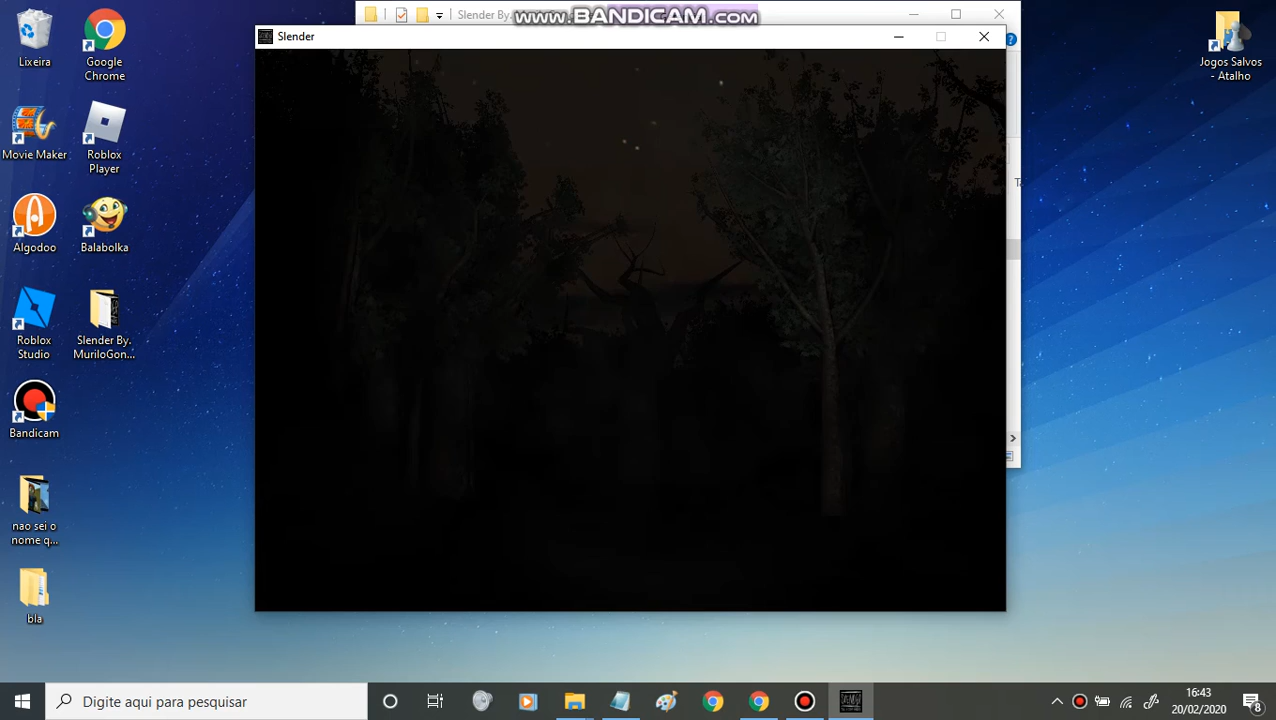 Slender By.
www.BANDICAM.com
Slender
Lixeira
Google
Chrome
Jogos Salvos
- Atalho
Movie Maker
Roblox
Player
Algodoo
Balabolka
Roblox
Studio
Slender By.
MuriloGon...
Bandicam
nao sei o
nome q...
bla
Digite aqui para pesquisar
16:43
20/02/2020
8